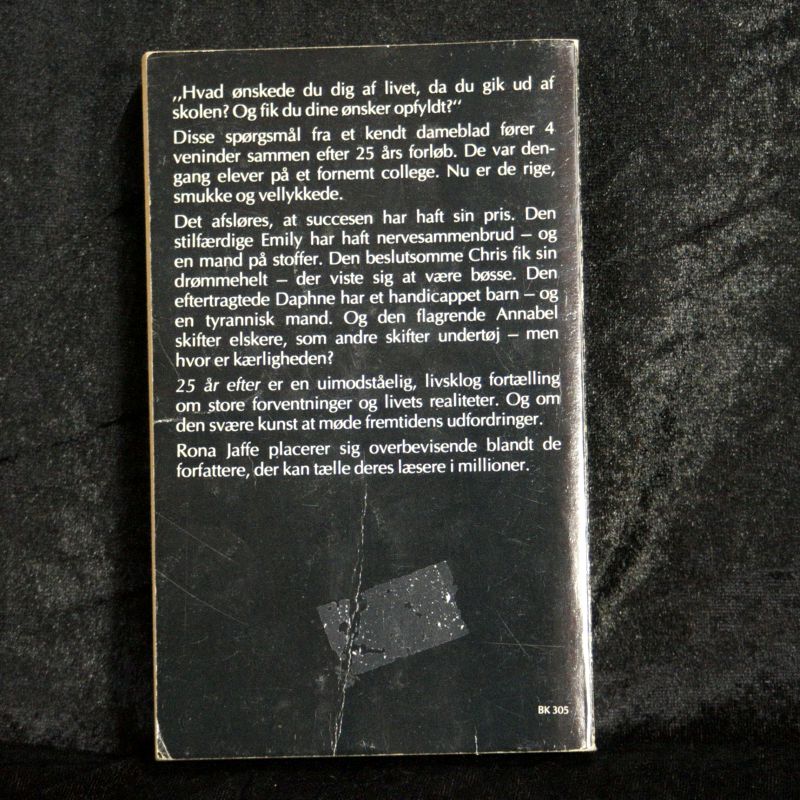 „Hvad ønskede du dig af livet, da du gik ud af
skolen? Og fik du dine ønsker opfyldt?“
Disse spørgsmål fra et kendt dameblad fører 4
veninder sammen efter 25 års forløb. De var den-
gang elever på et fornemt college. Nu er de rige,
smukke og vellykkede.
Det afsløres, at succesen har haft sin pris. Den
stilfærdige Emily har haft nervesammenbrud – og
en mand på stoffer. Den beslutsomme Chris fik sin
drømmehelt – der viste sig at være bøsse. Den
eftertragtede Daphne har et handicappet barn – og
en tyrannisk mand. Og den flagrende Annabel
skifter elskere, som andre skifter undertøj – men
hvor er kærligheden?
25 år efter er en uimodståelig, livsklog fortælling
om store forventninger og livets realiteter. Og om
den svære kunst at møde fremtidens udfordringer.
Rona Jaffe placerer sig overbevisende blandt de
forfattere, der kan tælle deres læsere i millioner.
BK 305